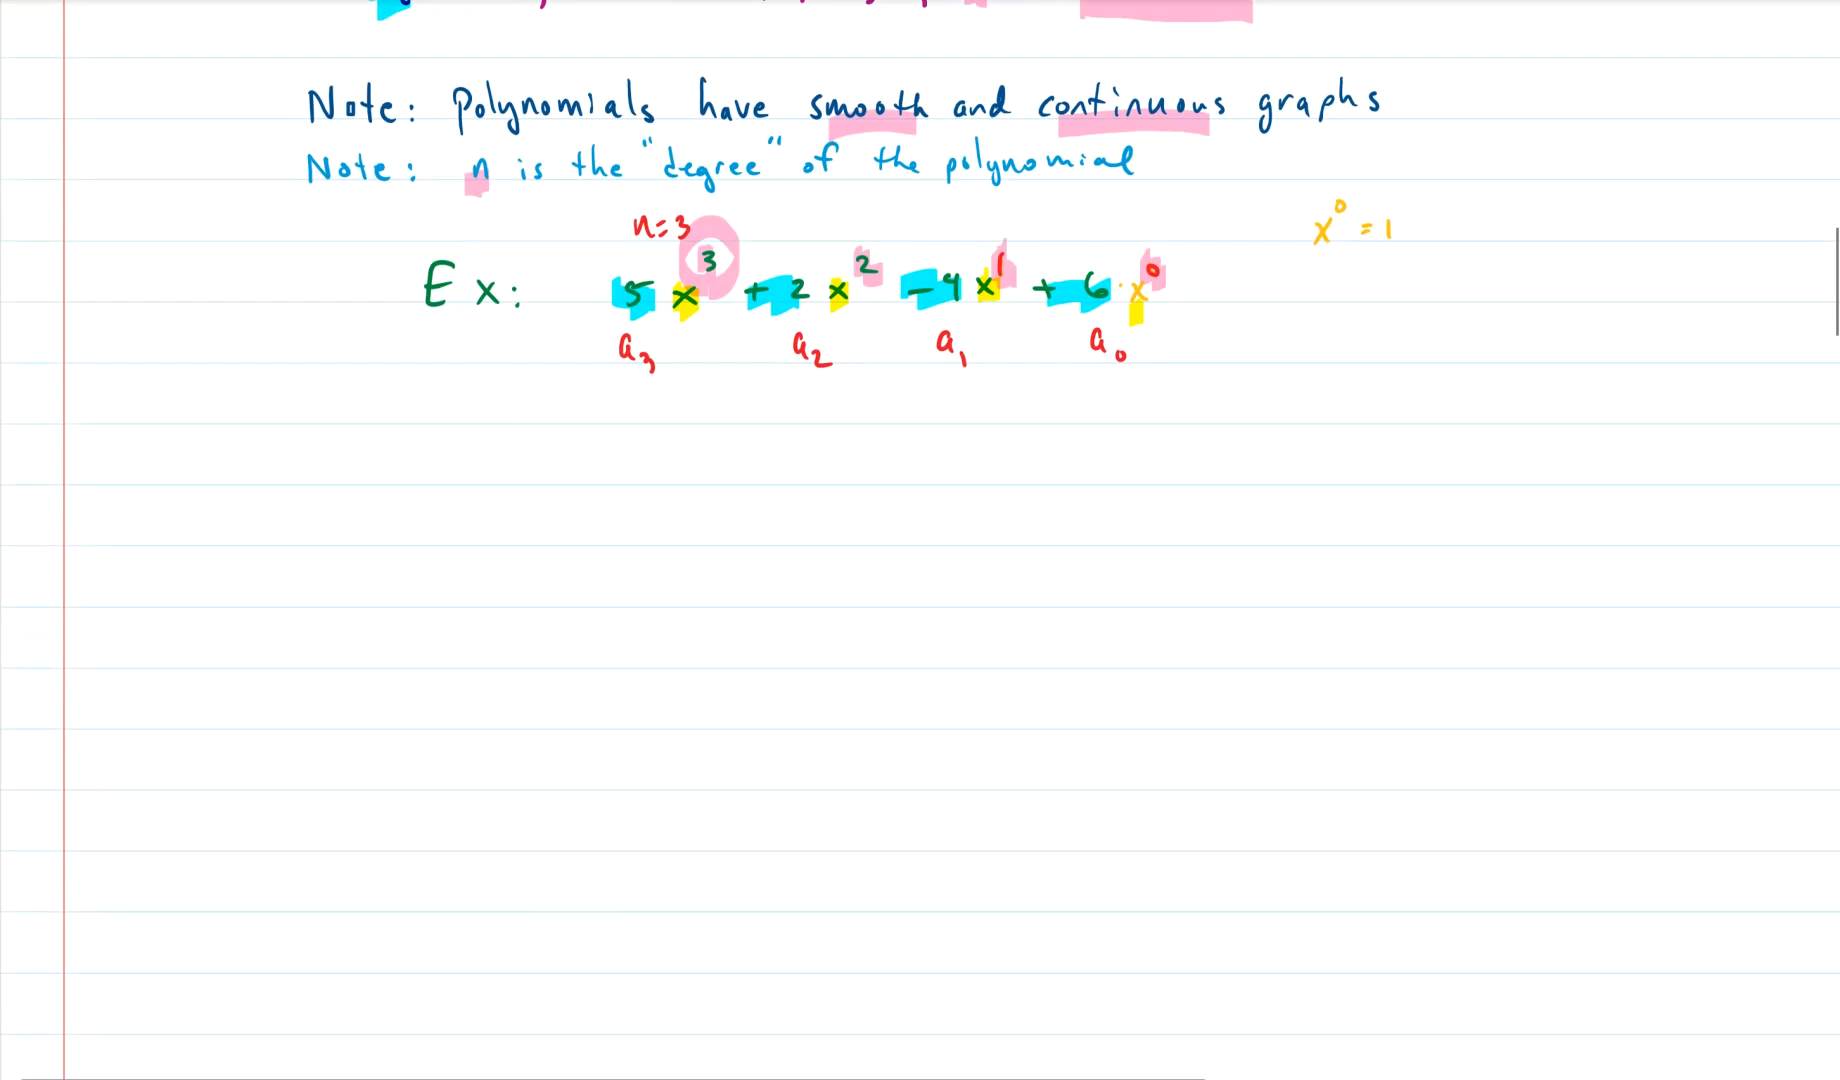 Note: Polynomials have smooth and continuous graphs
Note: n is the "degree" of the polynomial
n=3
x⁰ = 1
Ex: 5x³ + 2x² - 4x¹ + 6·x⁰
a₃ a₂ a₁ a₀